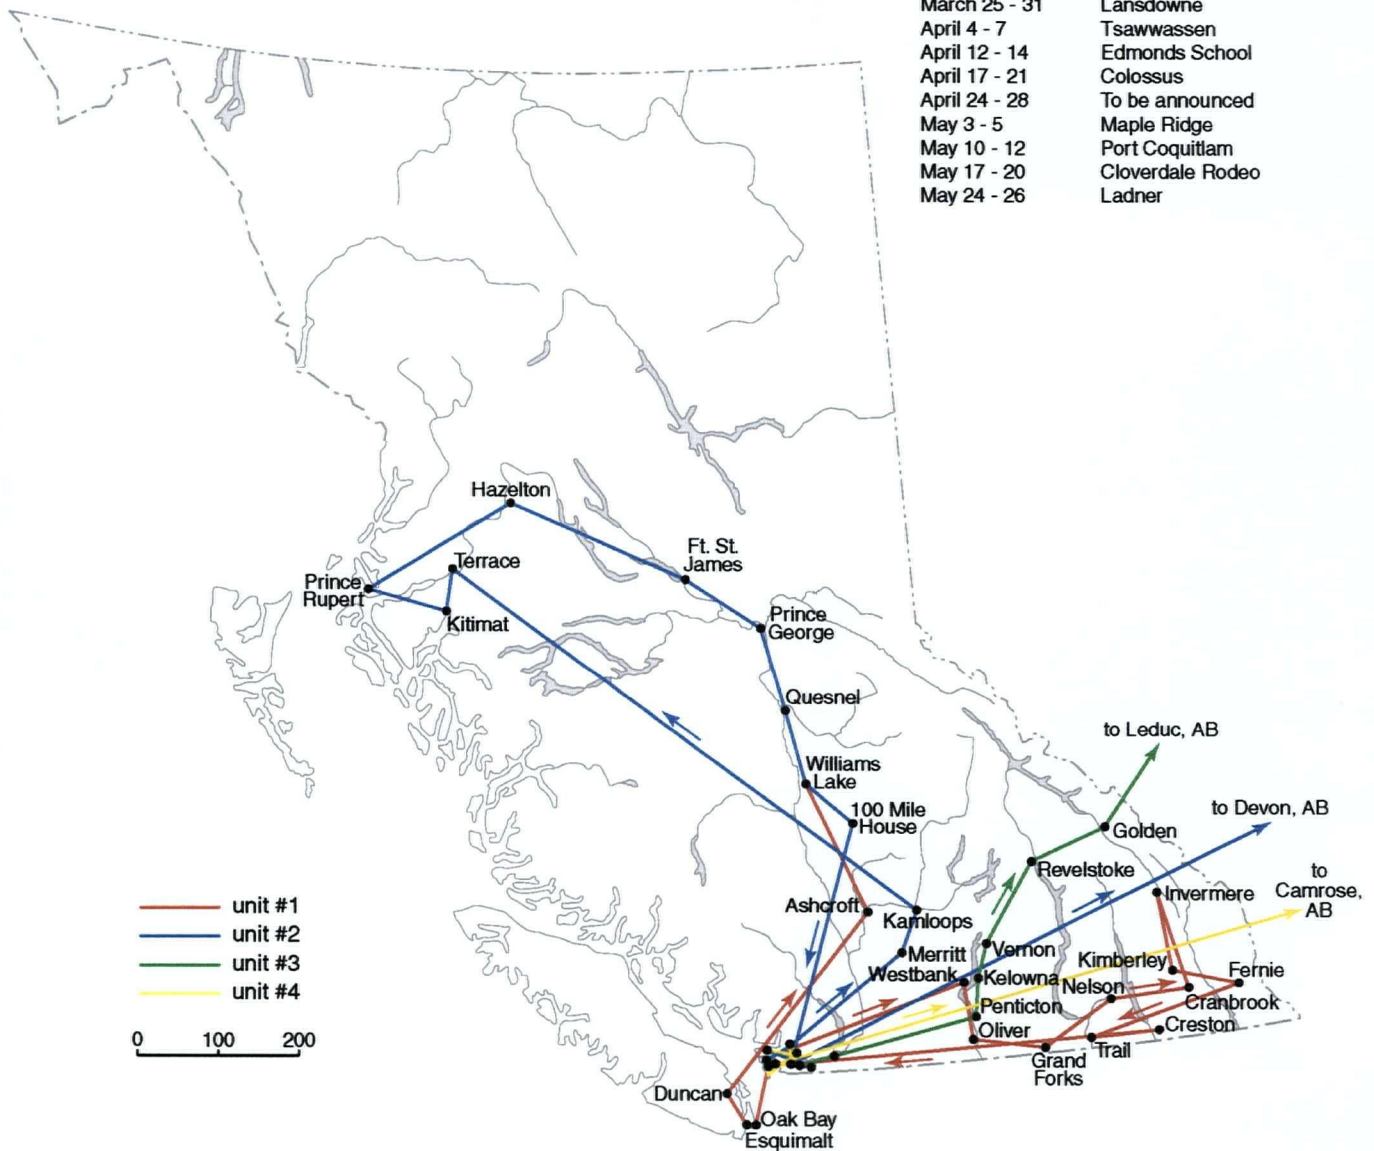 March 25 - 31 Lansdowne
April 4 - 7 Tsawwassen
April 12 - 14 Edmonds School
April 17 - 21 Colossus
April 24 - 28 To be announced
May 3 - 5 Maple Ridge
May 10 - 12 Port Coquitlam
May 17 - 20 Cloverdale Rodeo
May 24 - 26 Ladner
Hazelton
Ft. St.
James
Terrace
Prince
Rupert
Kitimat
Prince
George
Quesnel
Williams
Lake
100 Mile
House
to Leduc, AB
Golden
to Devon, AB
Revelstoke
to
Camrose,
AB
Invermere
Ashcroft
Kamloops
Merritt
Vernon
Westbank
Kelowna
Kimberley
Fernie
Nelson
Cranbrook
Penticton
Oliver
Creston
Trail
Grand
Forks
Duncan
Oak Bay
Esquimalt
unit #1
unit #2
unit #3
unit #4
0 100 200